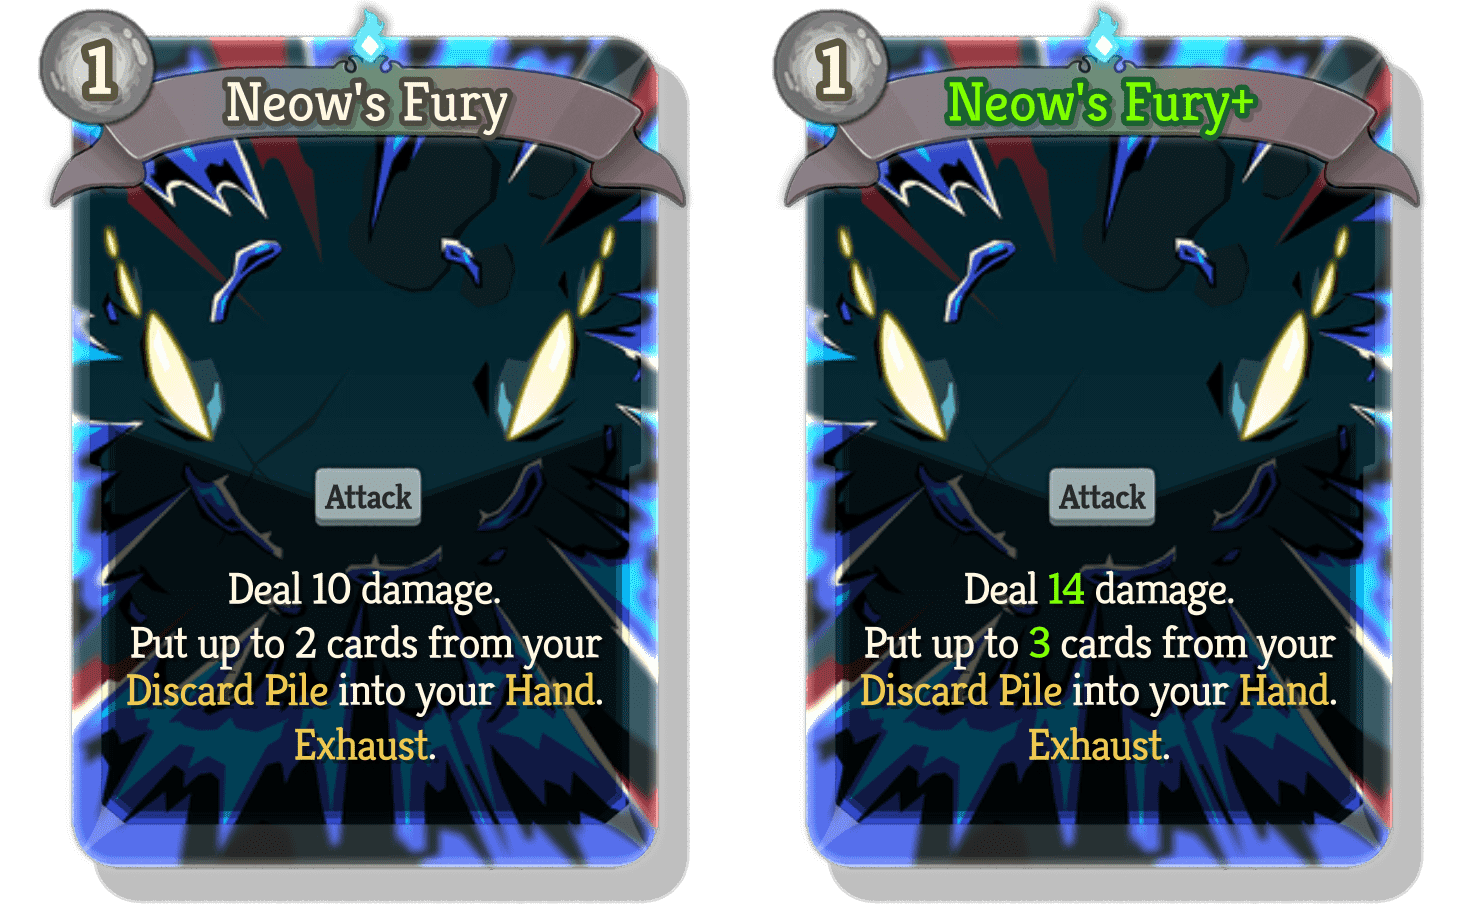 1
Neow's Fury
Attack
Deal 10 damage.
Put up to 2 cards from your
Discard Pile into your Hand.
Exhaust.
1
Neow's Fury+
Attack
Deal 14 damage.
Put up to 3 cards from your
Discard Pile into your Hand.
Exhaust.